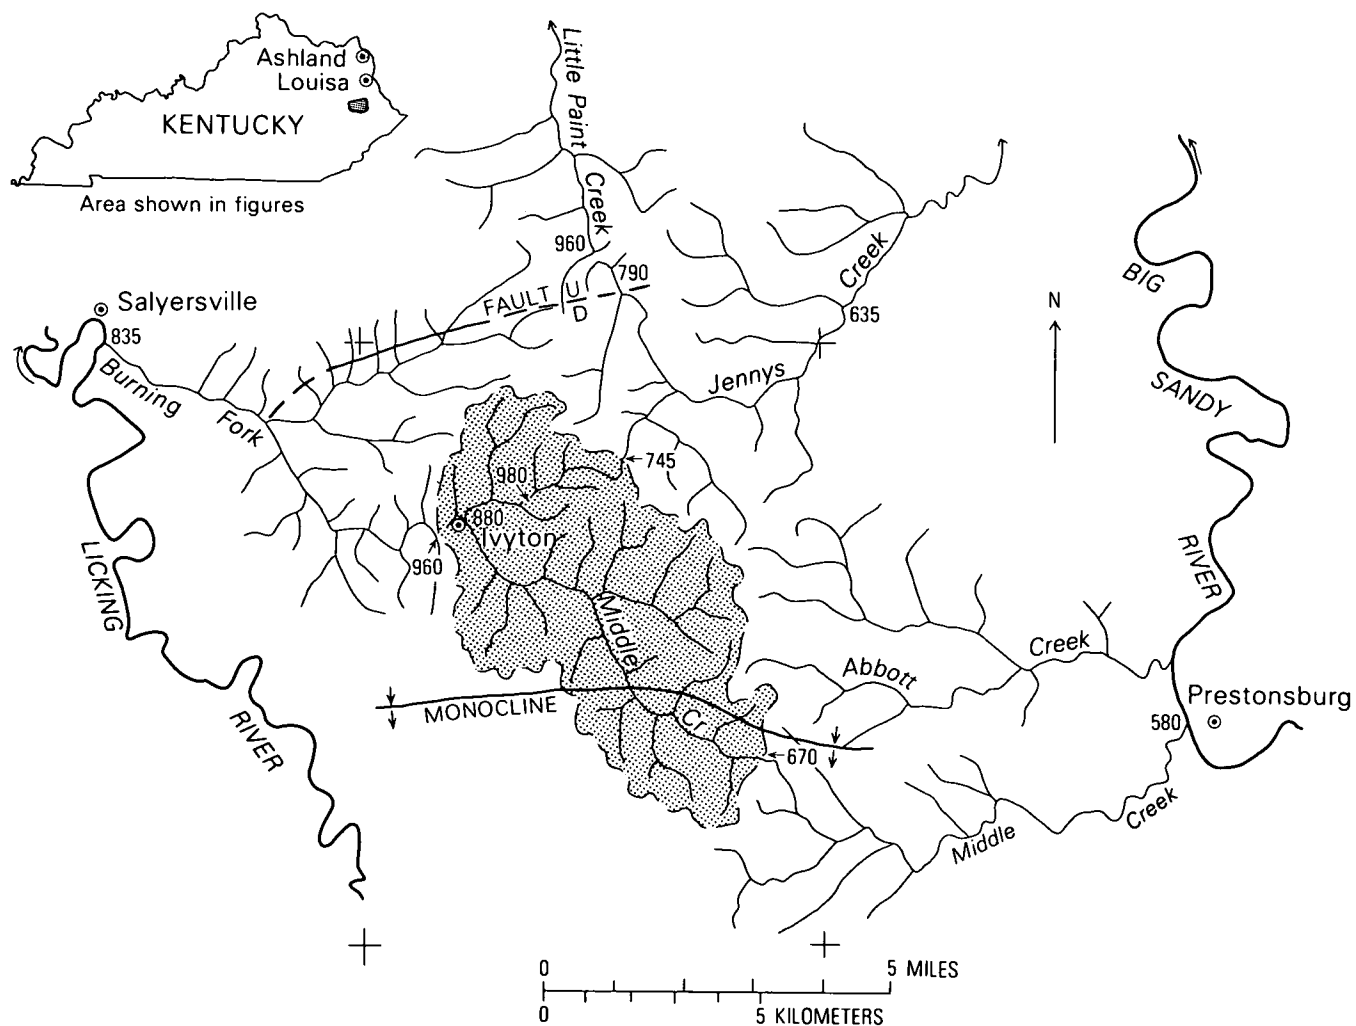 Ashland
Louisa
KENTUCKY
Area shown in figures
Little Paint
Creek
960
790
FAULT
U
D
Creek
635
Jennys
N
BIG
SANDY
RIVER
Salyersville
835
Burning
Fork
745
980
880
Ivyton
960
LICKING
RIVER
Middle
Cr
MONOCLINE
670
Abbott
Creek
Prestonsburg
580
Middle
Creek
0
5 MILES
0
5 KILOMETERS